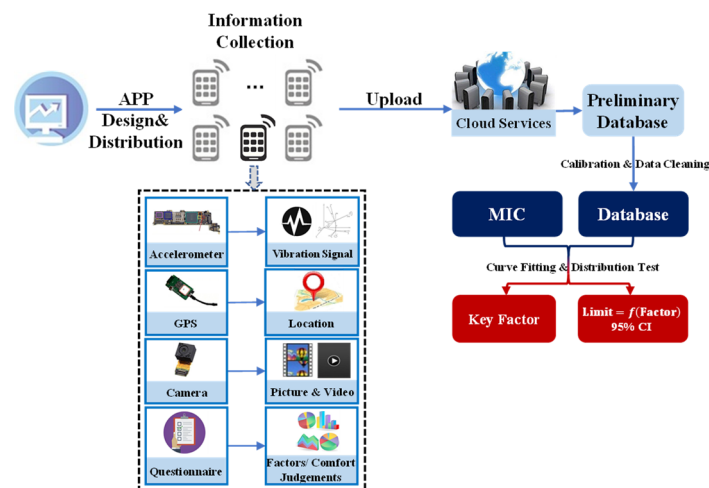 Information
Collection
...
APP
Design&
Distribution
Upload
Cloud Services
Preliminary
Database
Calibration & Data Cleaning
MIC
Database
Curve Fitting & Distribution Test
Key Factor
Limit = f(Factor)
95% CI
Accelerometer
Vibration Signal
GPS
Location
Camera
Picture & Video
Questionnaire
Factors/ Comfort
Judgements